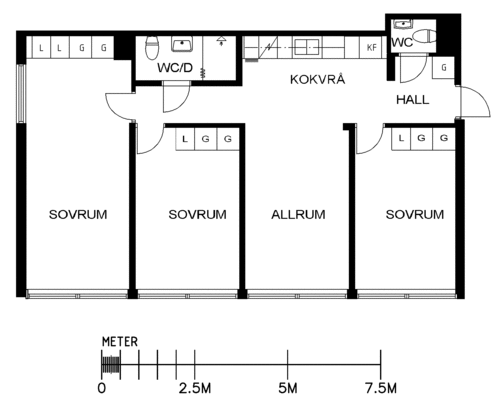 WC
L L G G
WC/D
KF
KOKVRÅ
G
HALL
L G G
L G G
SOVRUM
SOVRUM
ALLRUM
SOVRUM
METER
0 2.5M 5M 7.5M